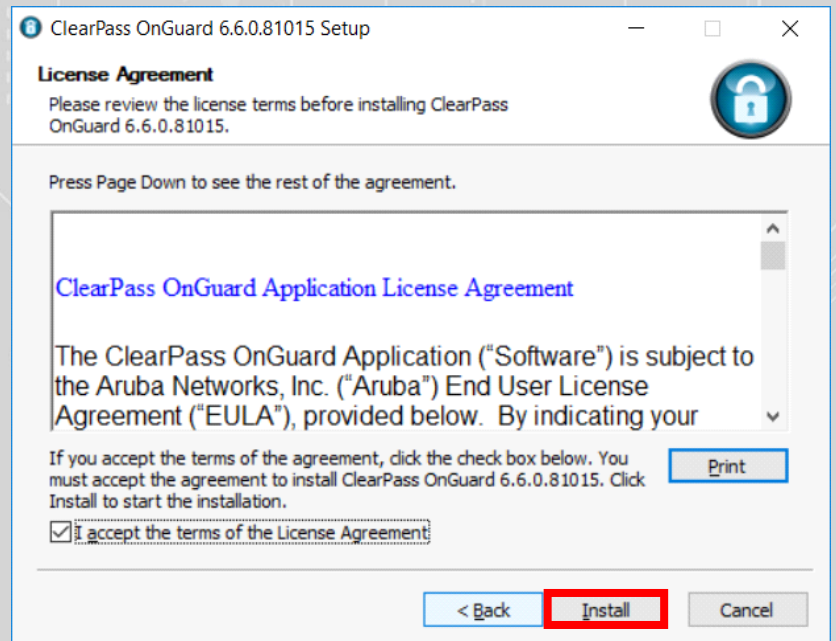 ClearPass OnGuard 6.6.0.81015 Setup
License Agreement
Please review the license terms before installing ClearPass
OnGuard 6.6.0.81015.
Press Page Down to see the rest of the agreement.
ClearPass OnGuard Application License Agreement
The ClearPass OnGuard Application (“Software”) is subject to
the Aruba Networks, Inc. (“Aruba”) End User License
Agreement (“EULA”), provided below.  By indicating your
If you accept the terms of the agreement, click the check box below. You
must accept the agreement to install ClearPass OnGuard 6.6.0.81015. Click
Install to start the installation.
Print
I accept the terms of the License Agreement
< Back
Install
Cancel